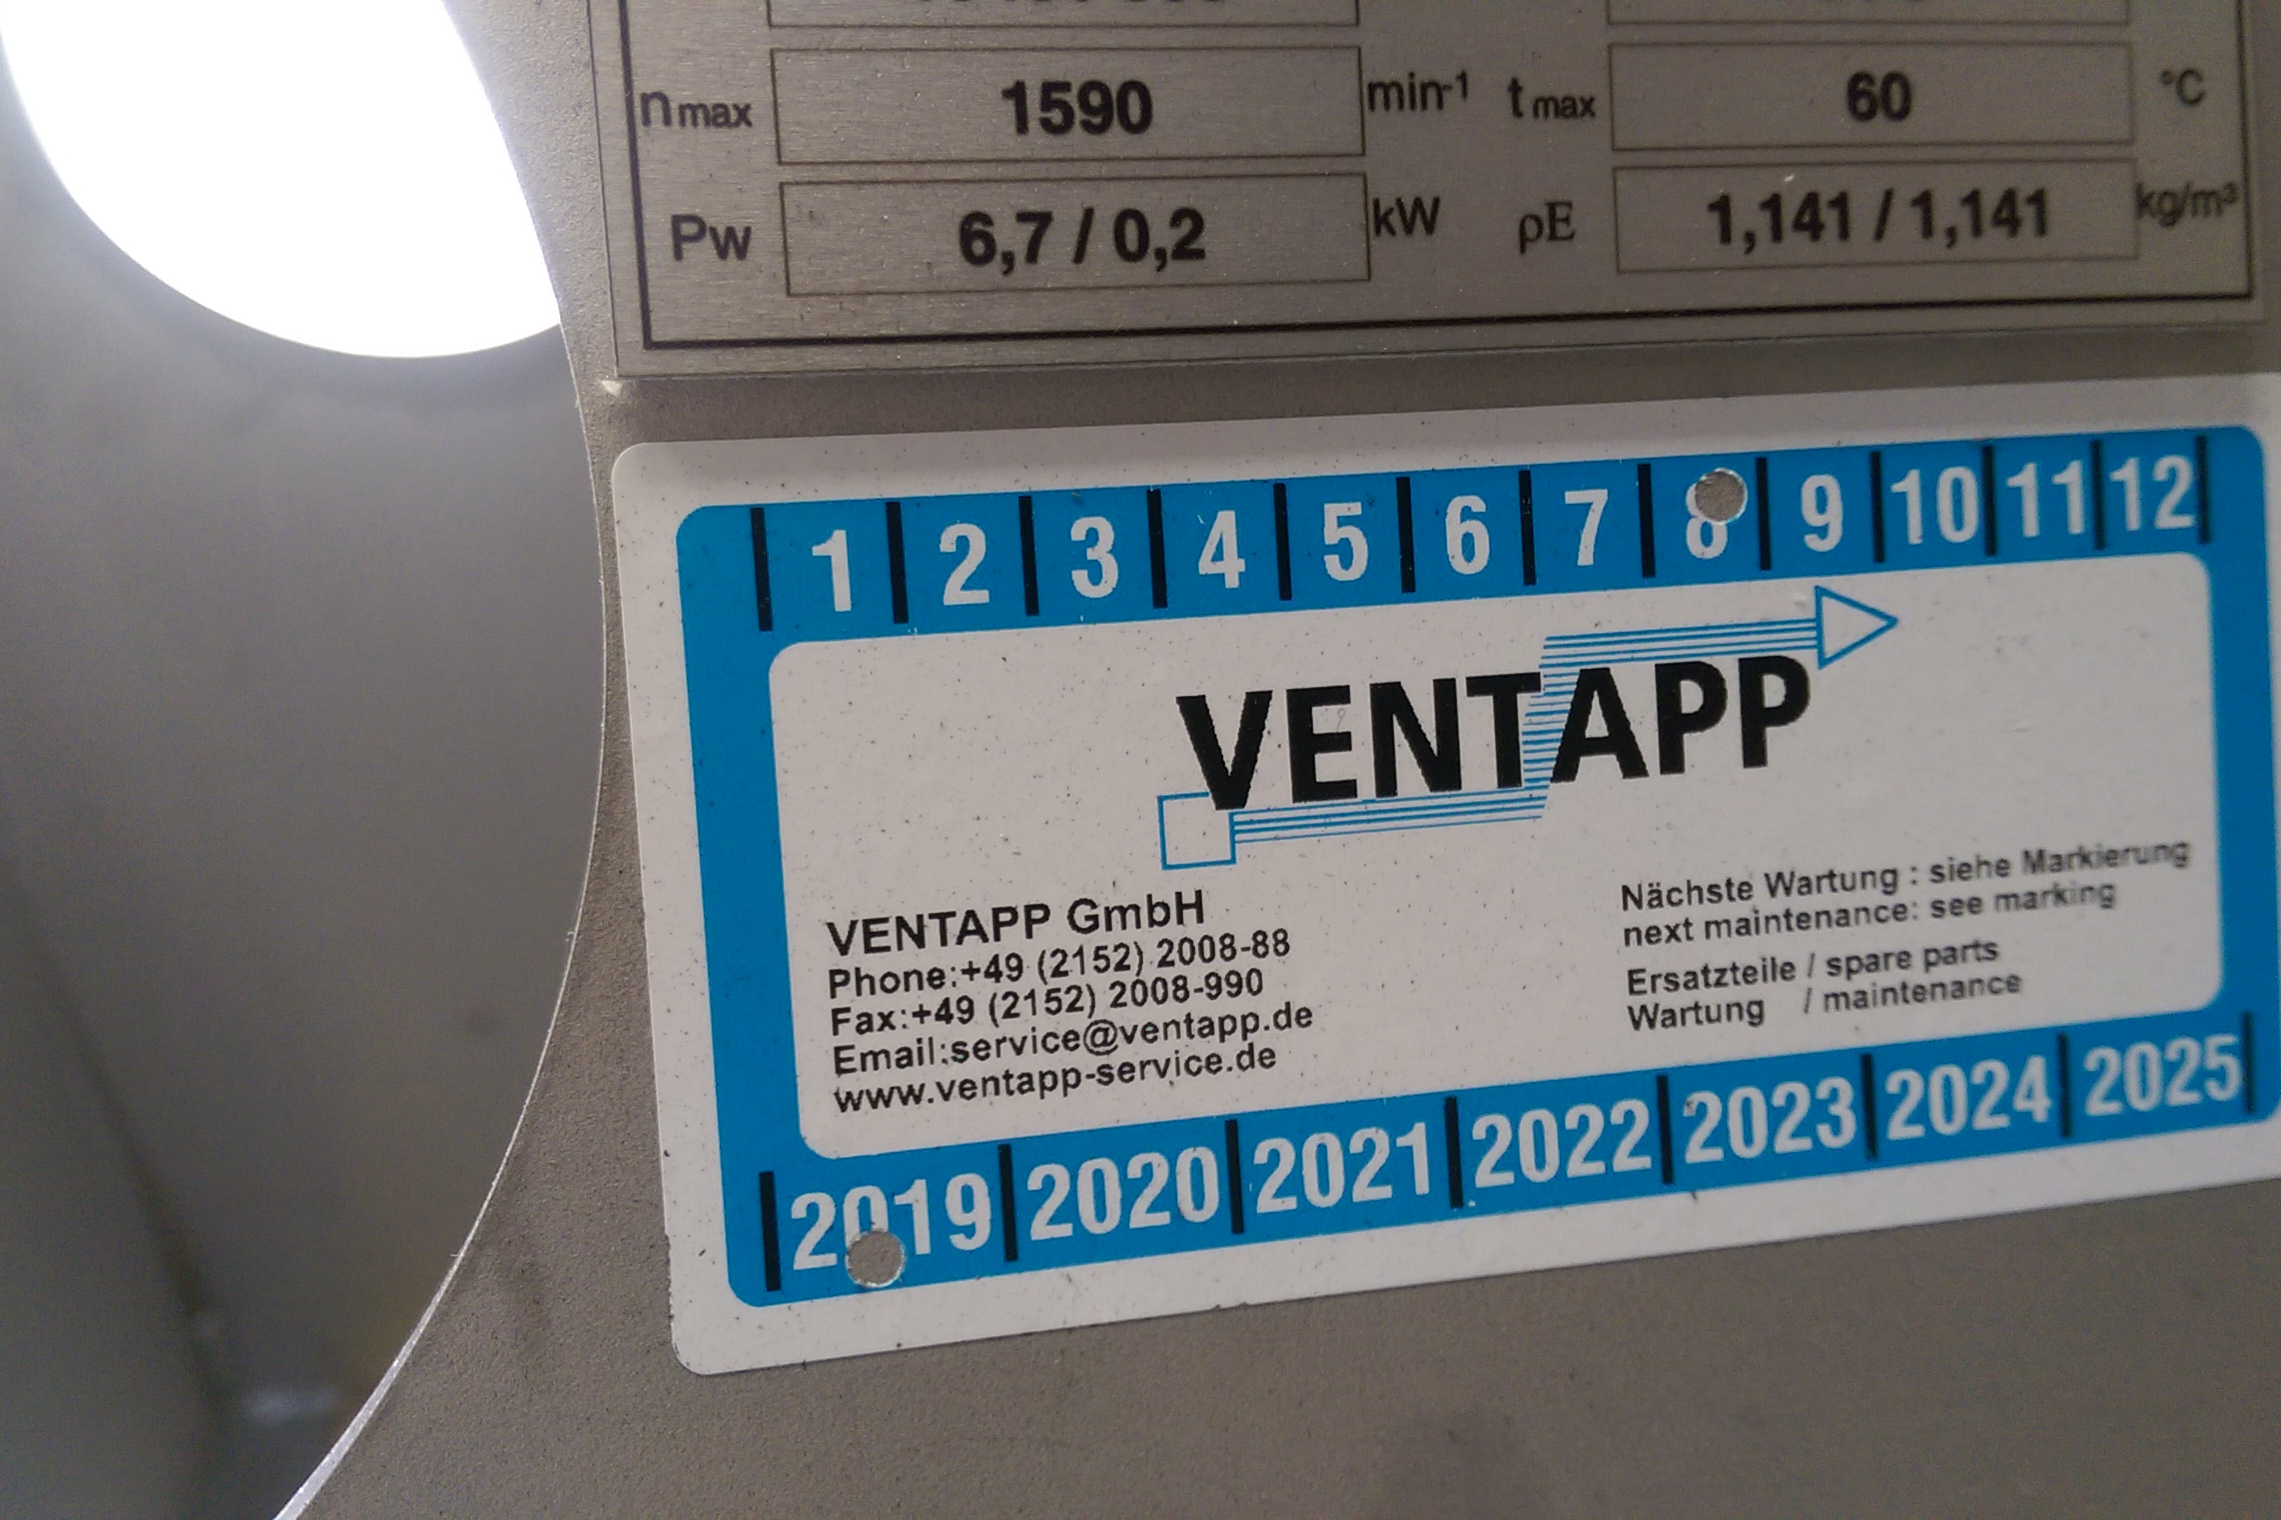 nmax 1590 min-1 tmax 60 °C
Pw 6,7 / 0,2 kW ρE 1,141 / 1,141 kg/m³
1 2 3 4 5 6 7 8 9 10 11 12
VENTAPP
VENTAPP GmbH
Phone:+49 (2152) 2008-88
Fax:+49 (2152) 2008-990
Email:service@ventapp.de
www.ventapp-service.de
Nächste Wartung : siehe Markierung
next maintenance: see marking
Ersatzteile / spare parts
Wartung / maintenance
2019 2020 2021 2022 2023 2024 2025